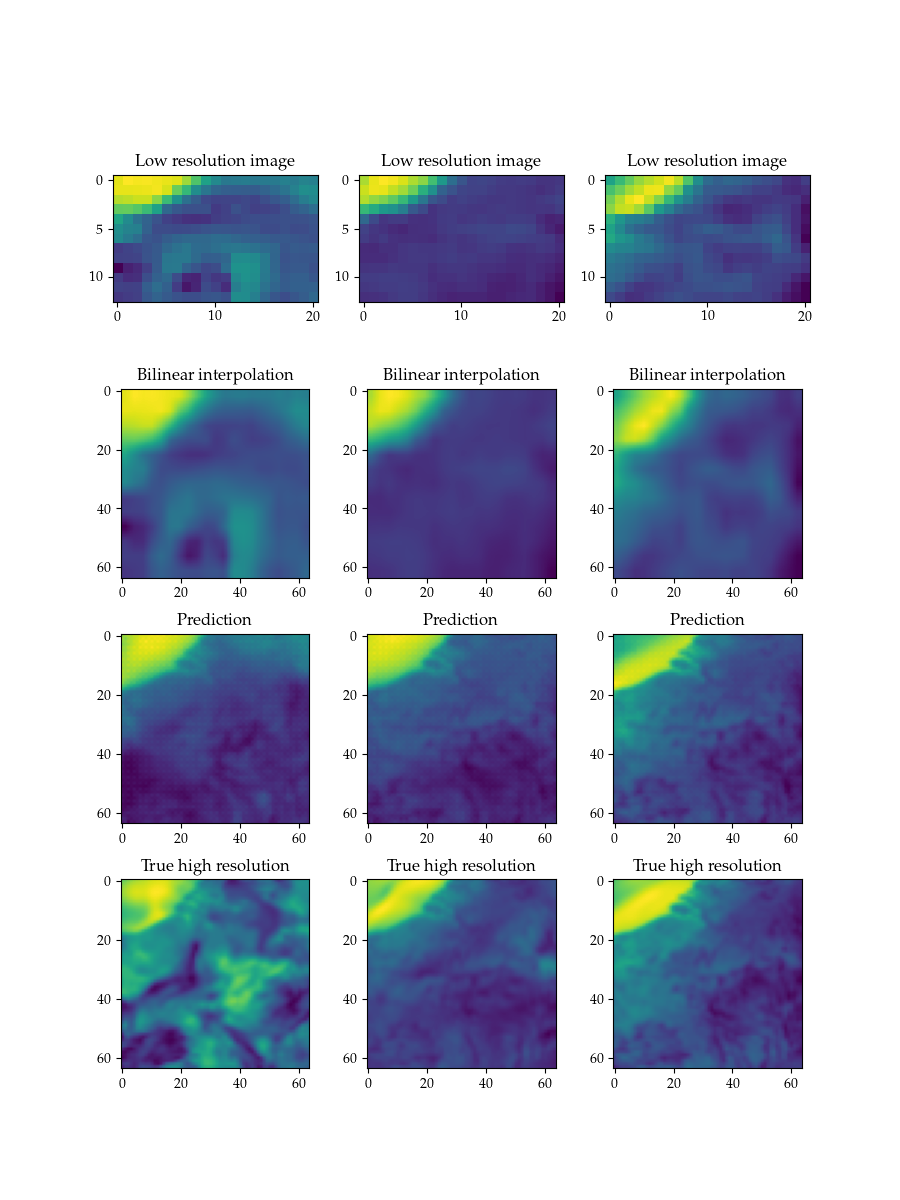 Low resolution image Low resolution image Low resolution image
0 0 0
5 5 5
10 10 10
0 10 20 0 10 20 0 10 20
Bilinear interpolation Bilinear interpolation Bilinear interpolation
0 0 0
20 20 20
40 40 40
60 60 60
0 20 40 60 0 20 40 60 0 20 40 60
Prediction Prediction Prediction
0 0 0
20 20 20
40 40 40
60 60 60
0 20 40 60 0 20 40 60 0 20 40 60
True high resolution True high resolution True high resolution
0 0 0
20 20 20
40 40 40
60 60 60
0 20 40 60 0 20 40 60 0 20 40 60